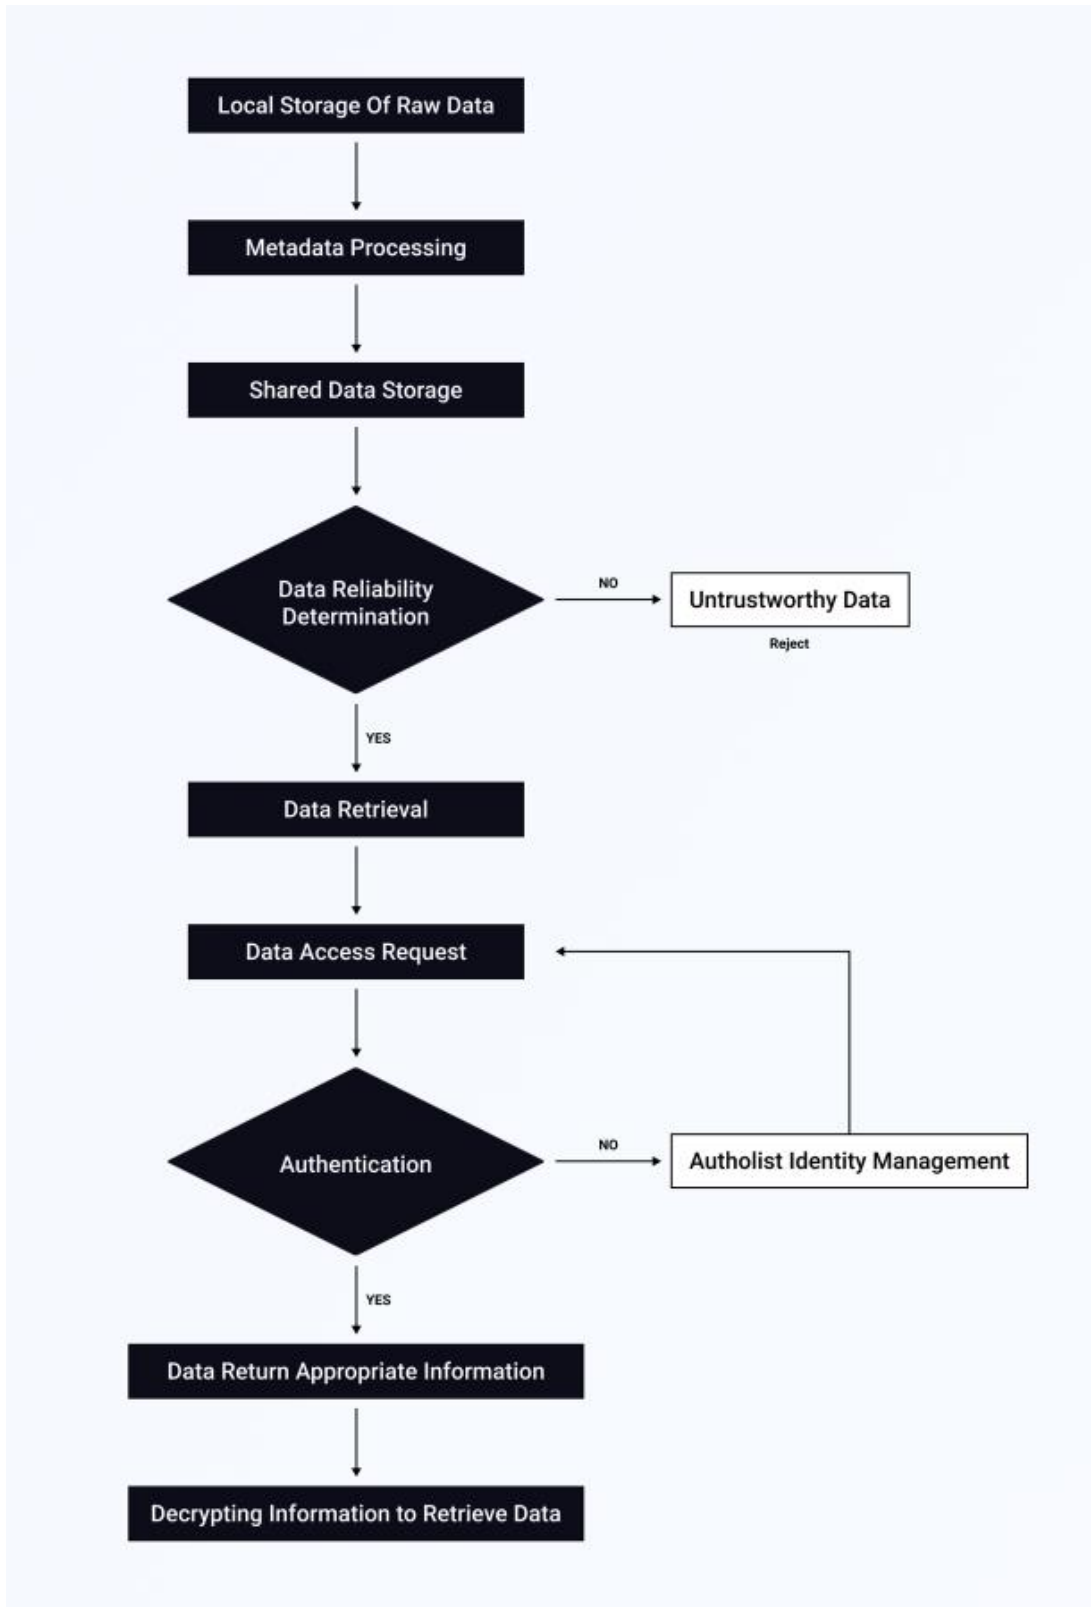 Local Storage Of Raw Data
Metadata Processing
Shared Data Storage
Data Reliability
Determination
NO
Untrustworthy Data
Reject
YES
Data Retrieval
Data Access Request
Authentication
NO
Autholist Identity Management
YES
Data Return Appropriate Information
Decrypting Information to Retrieve Data